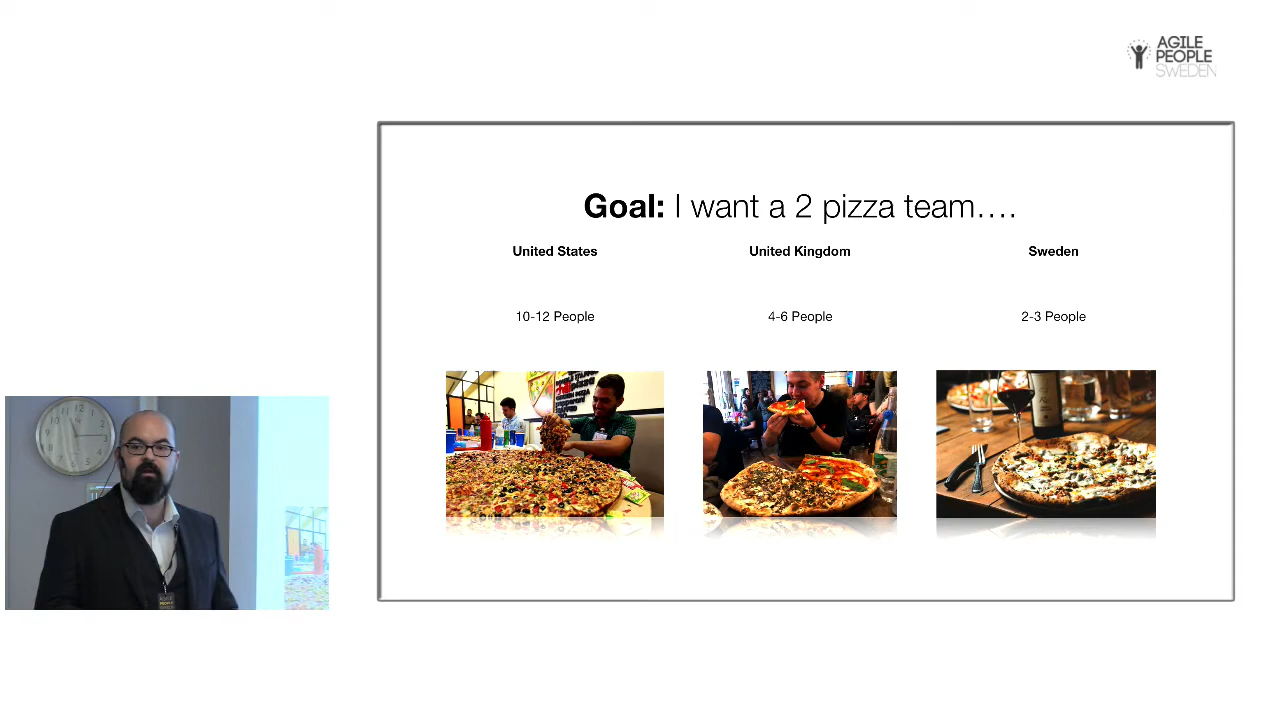 AGILE
PEOPLE
SWEDEN
Goal: I want a 2 pizza team....
United States
United Kingdom
Sweden
10-12 People
4-6 People
2-3 People